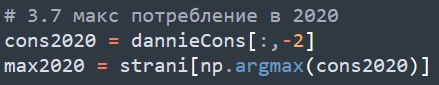 # 3.7 макс потребление в 2020
cons2020 = dannieCons[:,-2]
max2020 = strani[np.argmax(cons2020)]